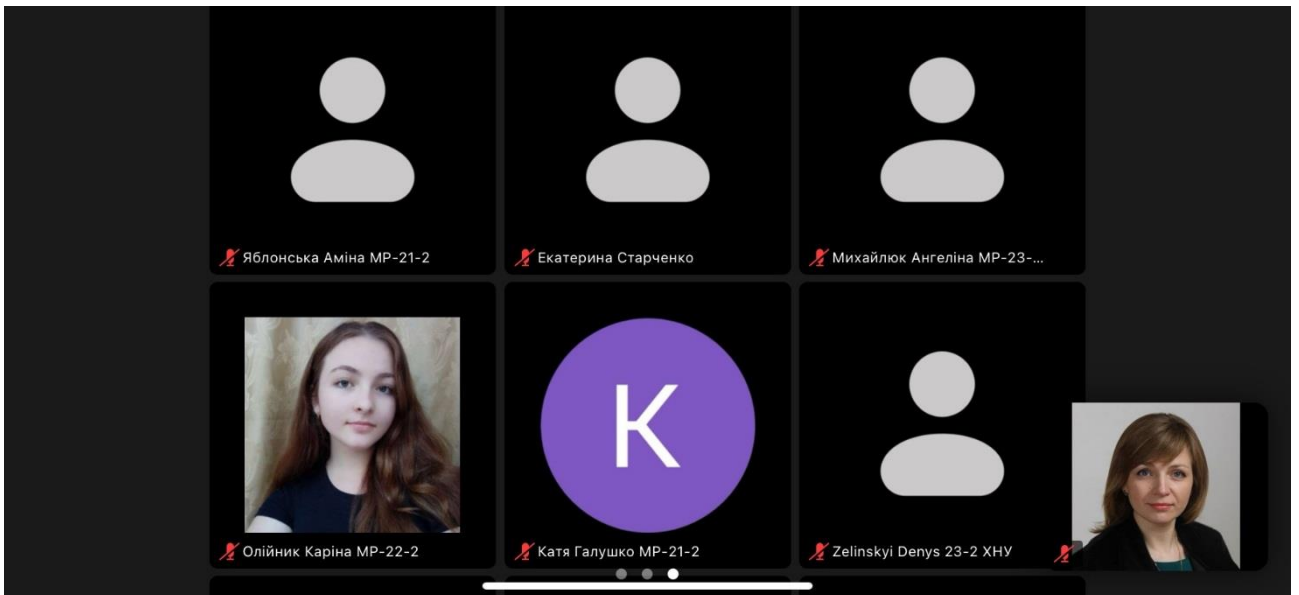 Яблонська Аміна МР-21-2
Екатерина Старченко
Михайлюк Ангеліна МР-23-...
Олійник Каріна МР-22-2
K
Катя Галушко МР-21-2
Zelinskyi Denys 23-2 ХНУ